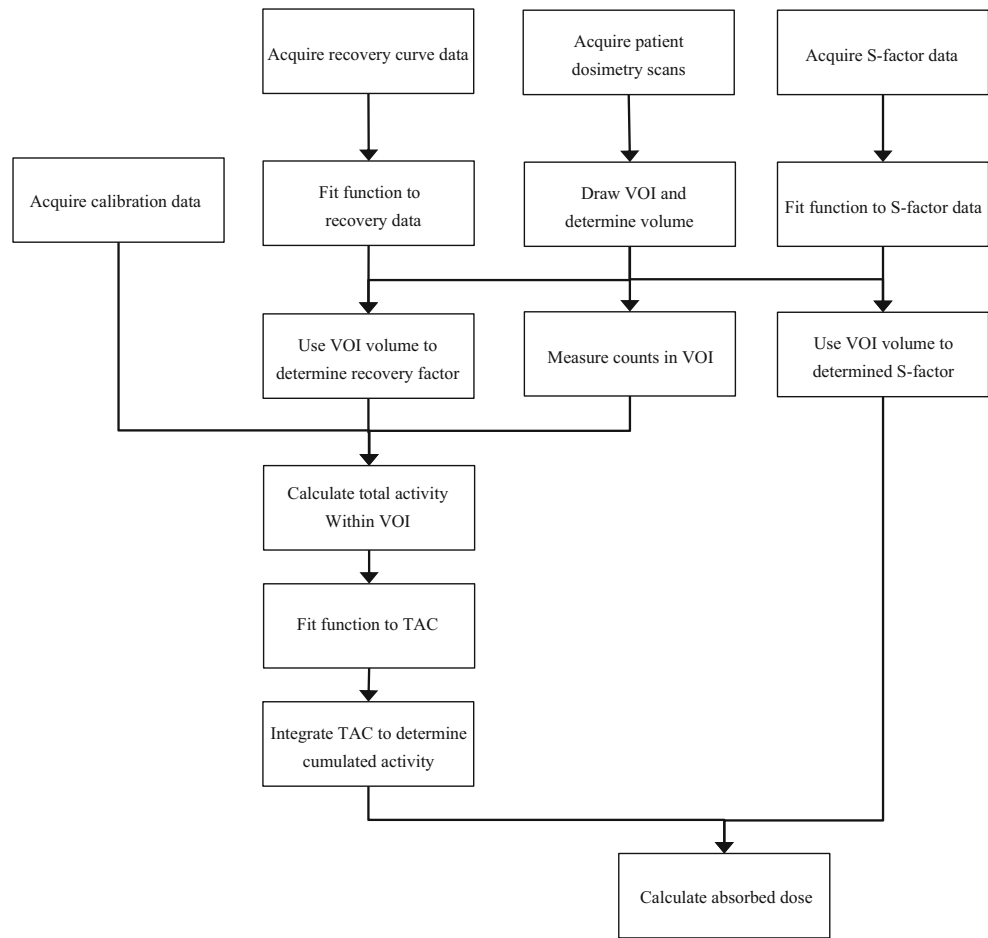 Acquire recovery curve data
Acquire patient
dosimetry scans
Acquire S-factor data
Acquire calibration data
Fit function to
recovery data
Draw VOI and
determine volume
Fit function to S-factor data
Use VOI volume to
determine recovery factor
Measure counts in VOI
Use VOI volume to
determined S-factor
Calculate total activity
Within VOI
Fit function to TAC
Integrate TAC to determine
cumulated activity
Calculate absorbed dose